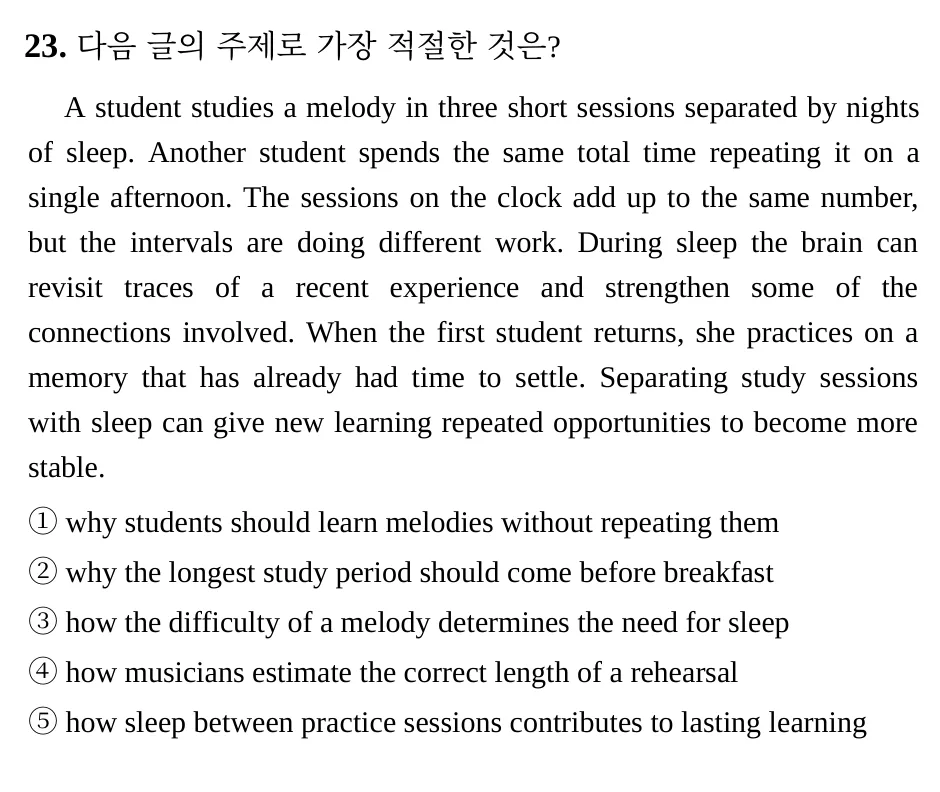 23. 다음 글의 주제로 가장 적절한 것은?
A student studies a melody in three short sessions separated by nights
of sleep. Another student spends the same total time repeating it on a
single afternoon. The sessions on the clock add up to the same number,
but the intervals are doing different work. During sleep the brain can
revisit traces of a recent experience and strengthen some of the
connections involved. When the first student returns, she practices on a
memory that has already had time to settle. Separating study sessions
with sleep can give new learning repeated opportunities to become more
stable.
① why students should learn melodies without repeating them
② why the longest study period should come before breakfast
③ how the difficulty of a melody determines the need for sleep
④ how musicians estimate the correct length of a rehearsal
⑤ how sleep between practice sessions contributes to lasting learning